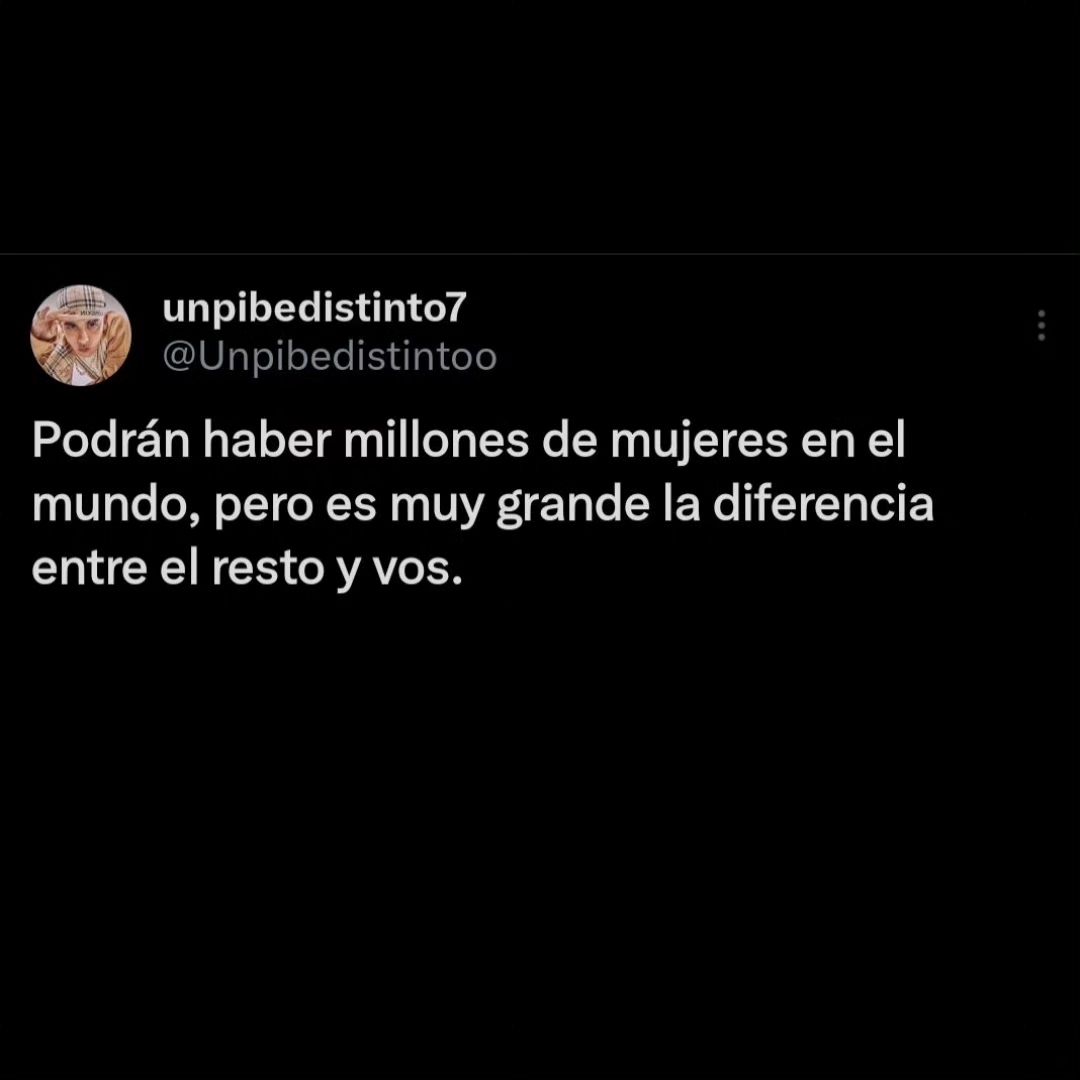 unpibedistinto7
@Unpibedistintoo
Podrán haber millones de mujeres en el
mundo, pero es muy grande la diferencia
entre el resto y vos.